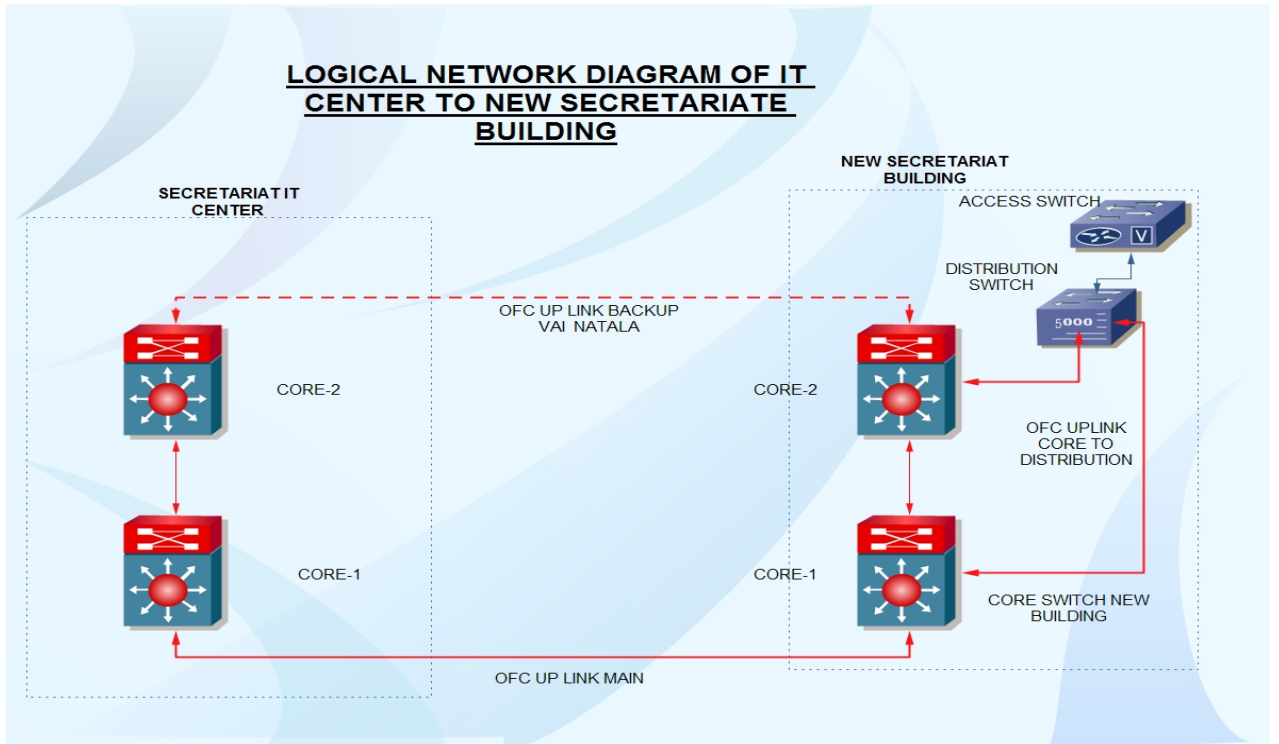 LOGICAL NETWORK DIAGRAM OF IT
CENTER TO NEW SECRETARIATE
BUILDING
SECRETARIAT IT
CENTER
NEW SECRETARIAT
BUILDING
ACCESS SWITCH
V
DISTRIBUTION
SWITCH
5000
OFC UP LINK BACKUP
VAI NATALA
CORE-2
CORE-2
OFC UPLINK
CORE TO
DISTRIBUTION
CORE-1
CORE-1
CORE SWITCH NEW
BUILDING
OFC UP LINK MAIN